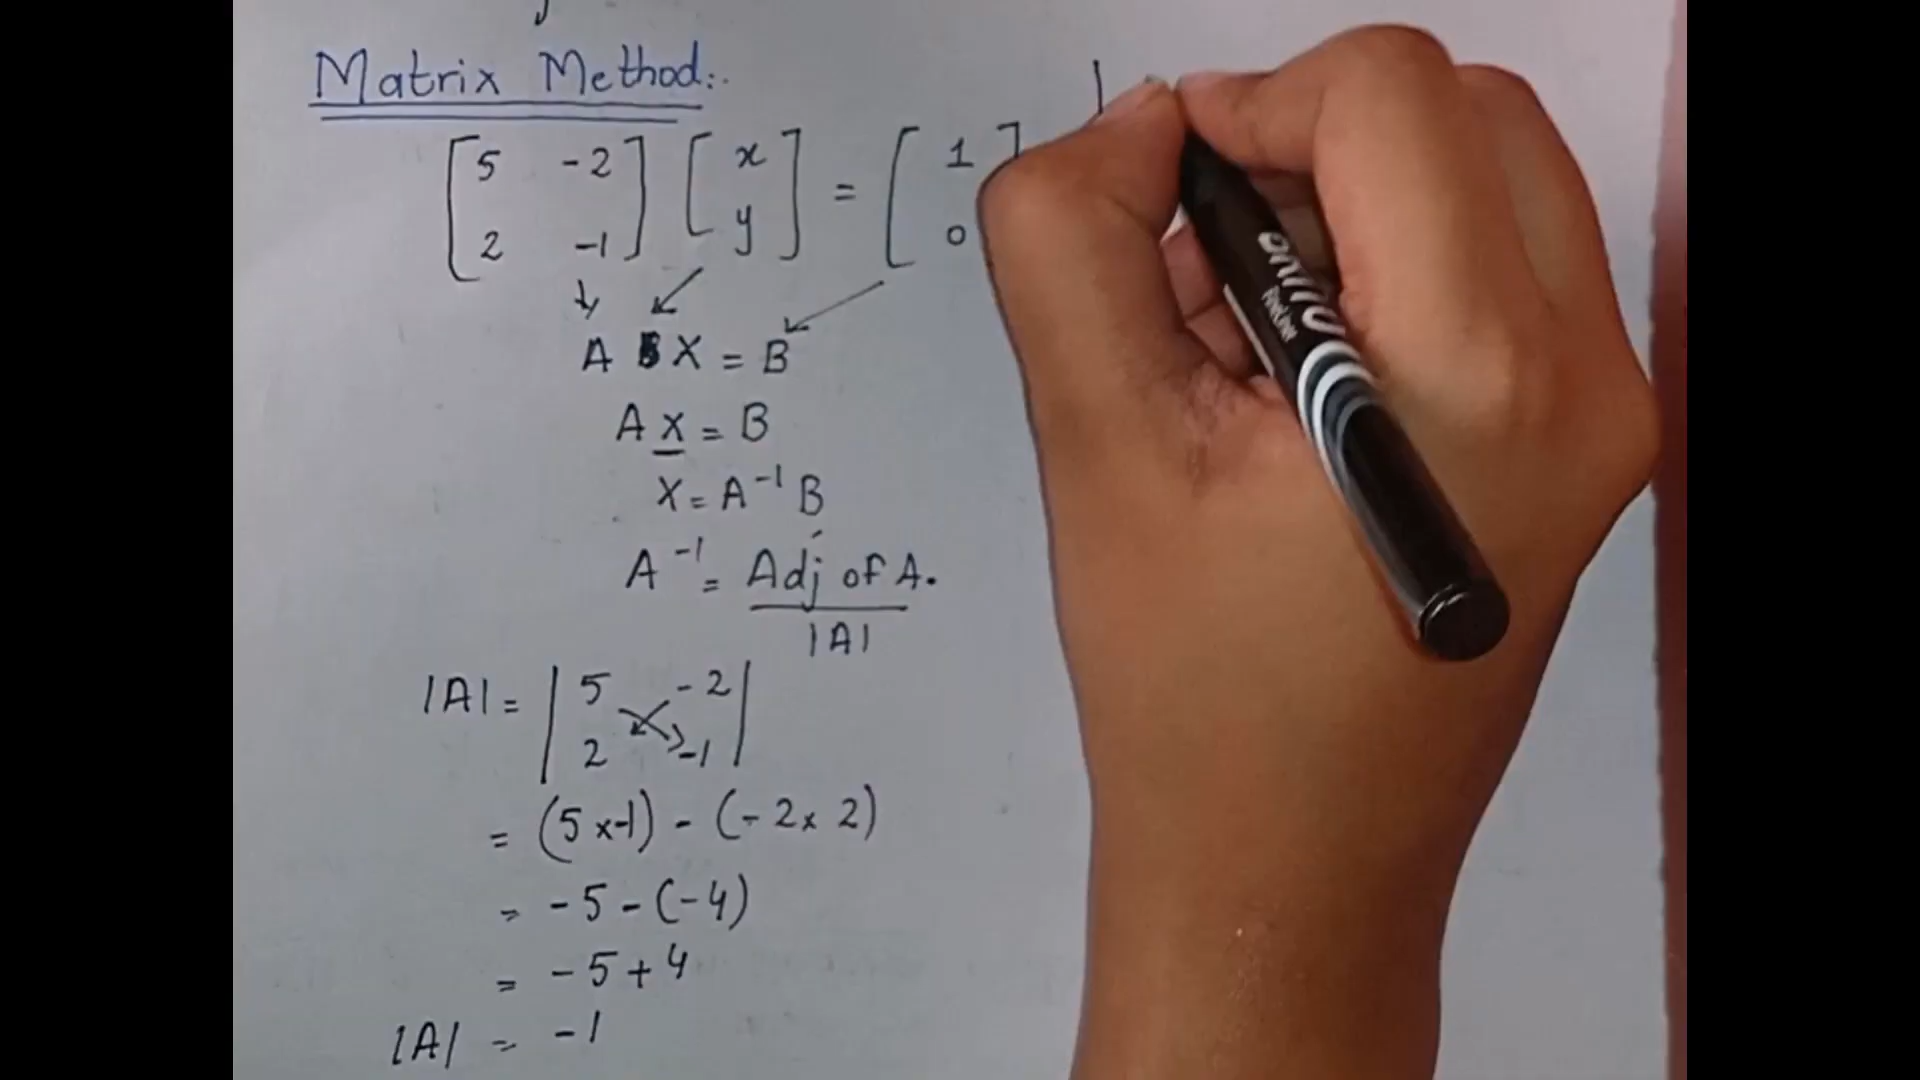 Matrix Method:.
[ 5 -2 ] [ x ] = [ 1 ]
[ 2 -1 ] [ y ] [ 0
A X = B
A X = B
X = A⁻¹ B
A⁻¹ = Adj of A.
|A|
|A| = | 5 -2 |
| 2 -1 |
= (5 x -1) - (-2 x 2)
= -5 - (-4)
= -5 + 4
|A| = -1